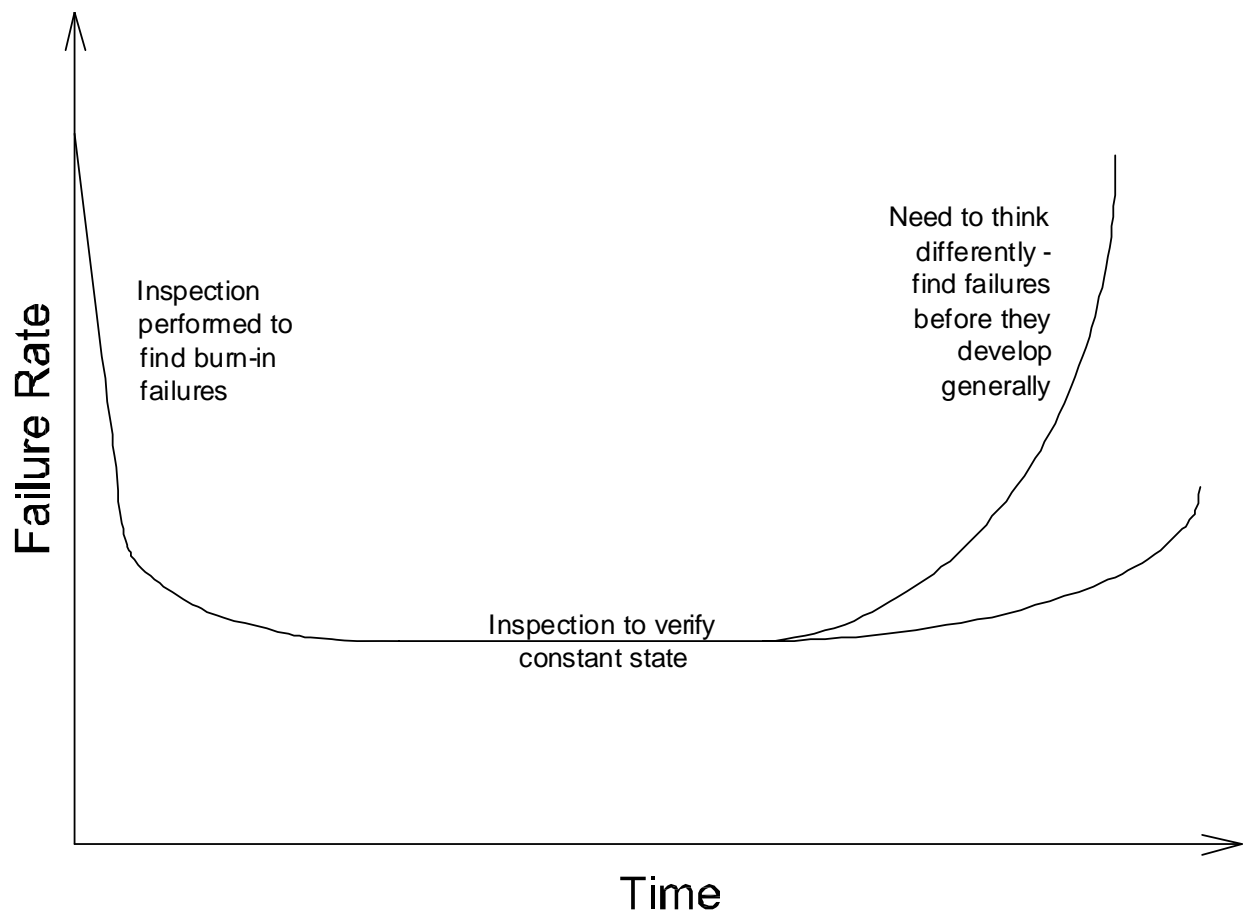 Need to think
differently -
find failures
before they
develop
generally
Inspection
performed to
find burn-in
failures
Failure Rate
Inspection to verify
constant state
Time